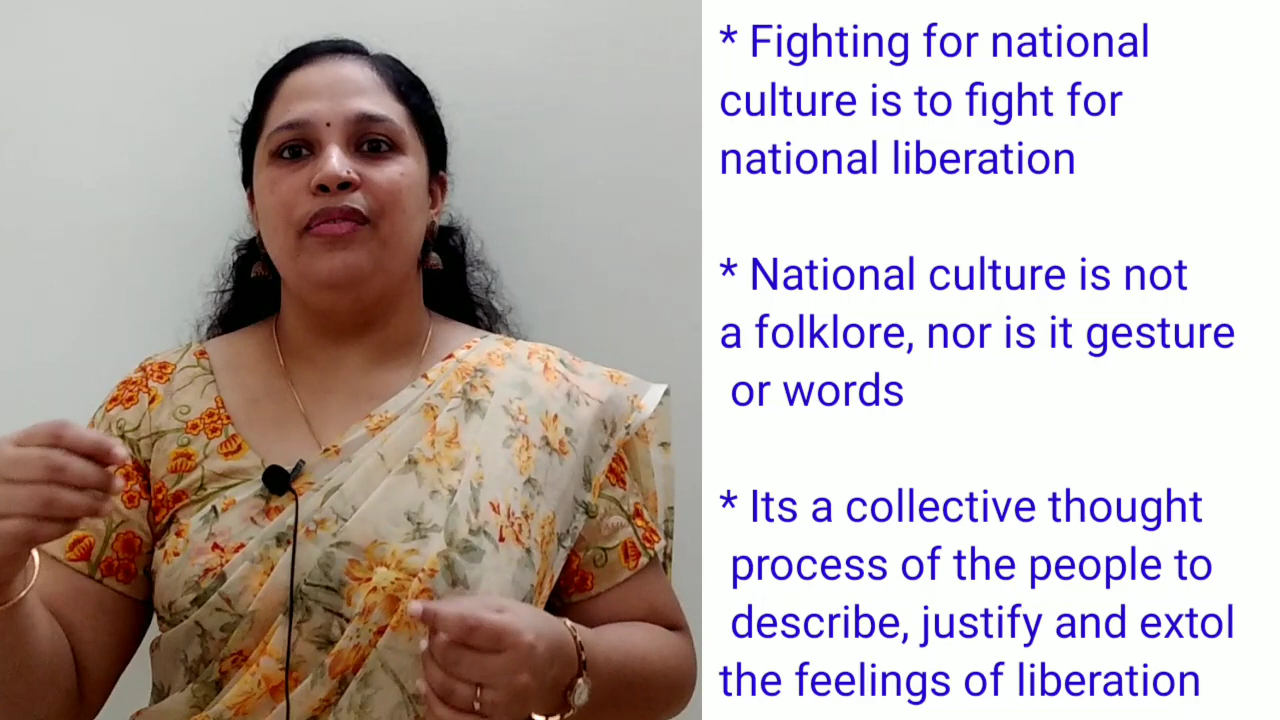 * Fighting for national
culture is to fight for
national liberation
* National culture is not
a folklore, nor is it gesture
or words
* Its a collective thought
process of the people to
describe, justify and extol
the feelings of liberation